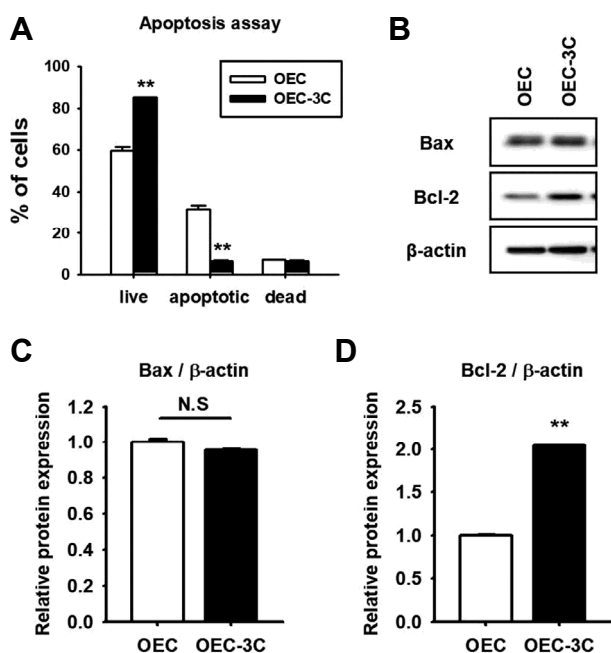 A
Apoptosis assay
OEC
OEC-3C
% of cells
100
80
60
40
20
0
**
**
live apoptotic dead
B
OEC
OEC-3C
Bax
Bcl-2
β-actin
C
Bax / β-actin
N.S
Relative protein expression
1.2
1.0
0.8
0.6
0.4
0.2
0.0
OEC OEC-3C
D
Bcl-2 / β-actin
**
Relative protein expression
2.5
2.0
1.5
1.0
0.5
0.0
OEC OEC-3C